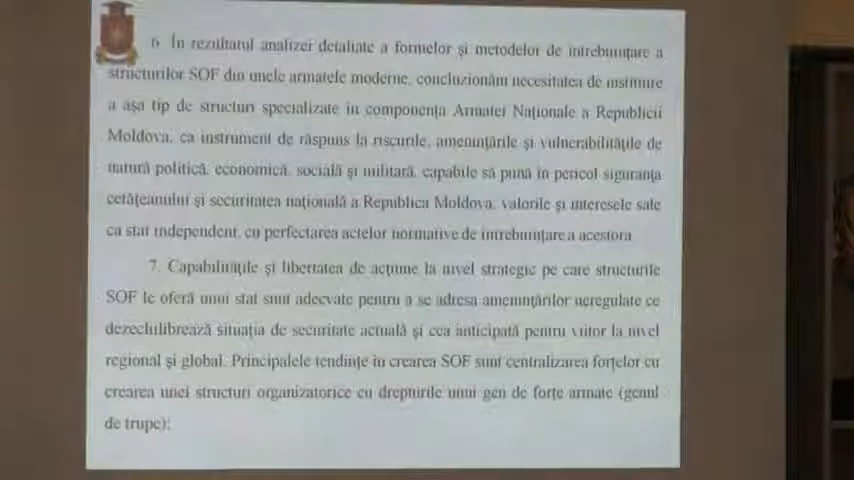 6. În rezultatul analizei detaliate a formelor și metodelor de întrebuințare a
structurilor SOF din unele armatele moderne, concluzionăm necesitatea de instituire
a așa tip de structuri specializate în componența Armatei Naționale a Republicii
Moldova, ca instrument de răspuns la riscurile, amenințările și vulnerabilitățile de
natură politică, economică, socială și militară, capabile să pună în pericol siguranța
cetățeanului și securitatea națională a Republica Moldova, valorile și interesele sale
ca stat independent, cu perfectarea actelor normative de întrebuințare a acestora.
7. Capabilitățile și libertatea de acțiune la nivel strategic pe care structurile
SOF le oferă unui stat sunt adecvate pentru a se adresa amenințărilor neregulate ce
dezechilibrează situația de securitate actuală și cea anticipată pentru viitor la nivel
regional și global. Principalele tendințe în crearea SOF sunt centralizarea forțelor cu
crearea unei structuri organizatorice cu drepturile unui gen de forțe armate (genul
de trupe);